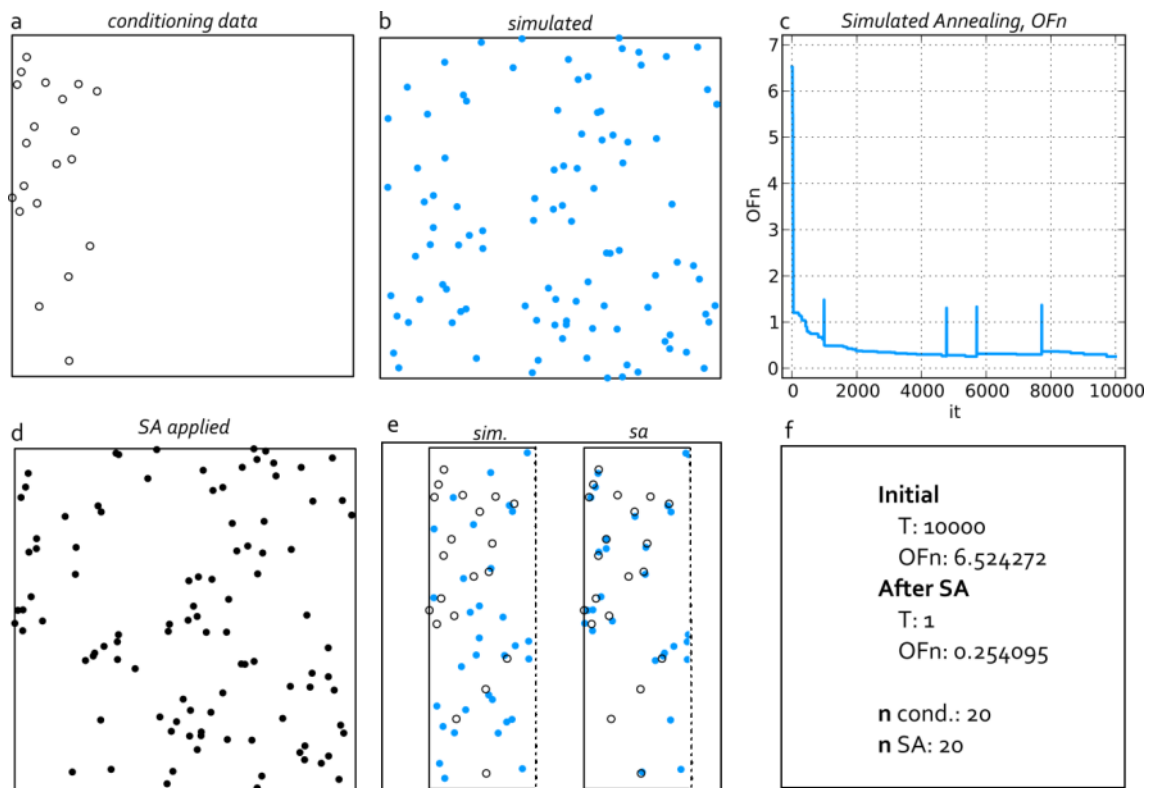 a
conditioning data
b
simulated
c
Simulated Annealing, OFn
7
6
5
4
3
2
1
0
OFn
0
2000
4000
6000
8000
10000
it
d
SA applied
e
sim.
sa
f
Initial
T: 10000
OFn: 6.524272
After SA
T: 1
OFn: 0.254095
n cond.: 20
n SA: 20